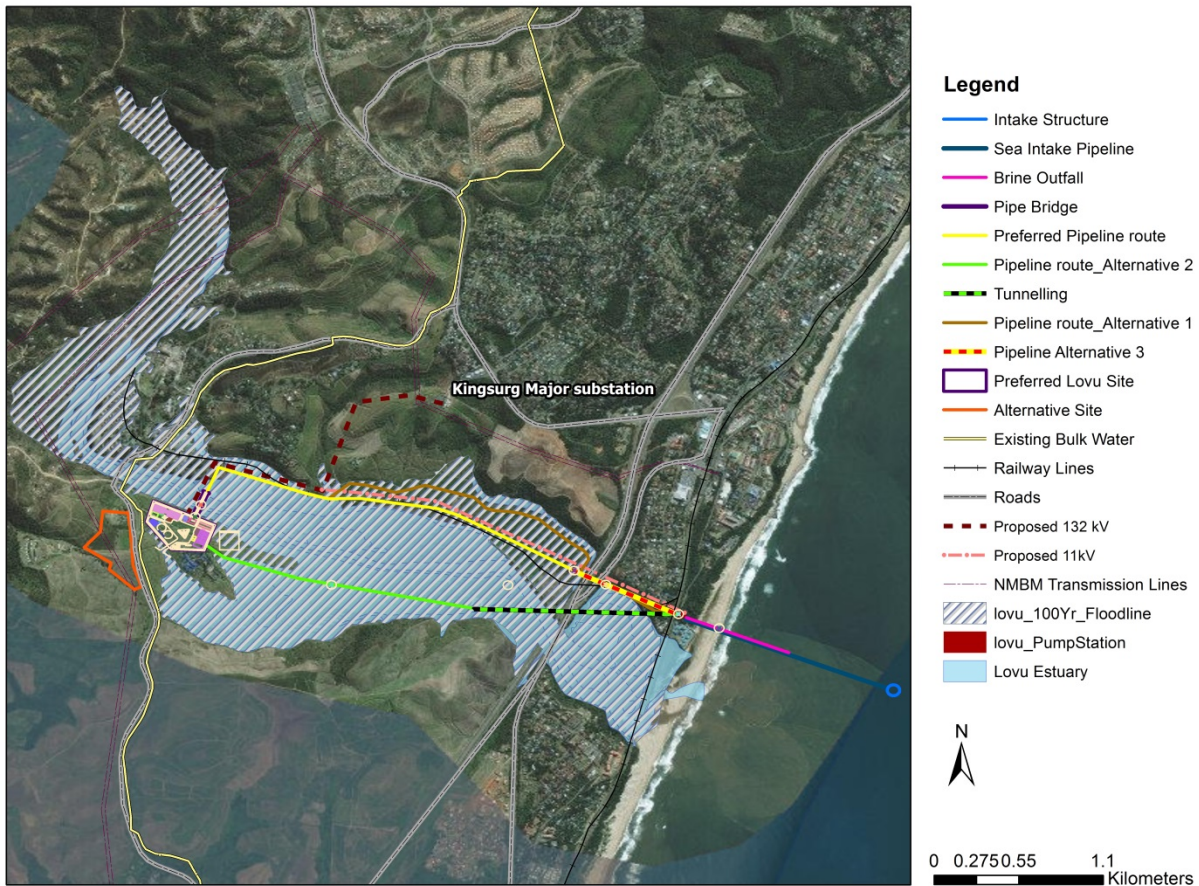 Kingsurg Major substation
Legend
Intake Structure
Sea Intake Pipeline
Brine Outfall
Pipe Bridge
Preferred Pipeline route
Pipeline route_Alternative 2
Tunnelling
Pipeline route_Alternative 1
Pipeline Alternative 3
Preferred Lovu Site
Alternative Site
Existing Bulk Water
Railway Lines
Roads
Proposed 132 kV
Proposed 11kV
NMBM Transmission Lines
lovu_100Yr_Floodline
lovu_PumpStation
Lovu Estuary
N
0 0.275 0.55 1.1
Kilometers